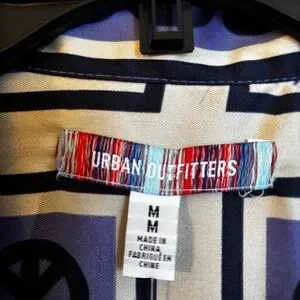 URBAN OUTFITTERS
M
M
MADE IN
CHINA
FABRIQUÉ EN
CHINE